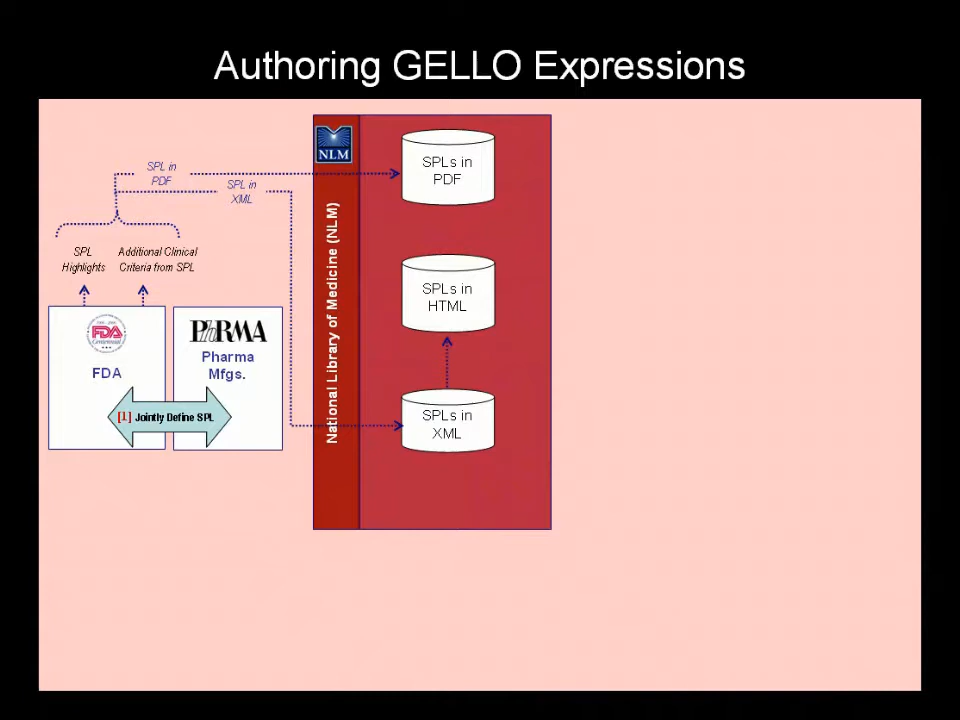 Authoring GELLO Expressions
NLM
SPLs in
PDF
SPL in
PDF
SPL in
XML
SPL
Highlights
Additional Clinical
Criteria from SPL
National Library of Medicine (NLM)
SPLs in
HTML
FDA
Centennial
FDA
PhRMA
Pharma
Mfgs.
[1] Jointly Define SPL
SPLs in
XML